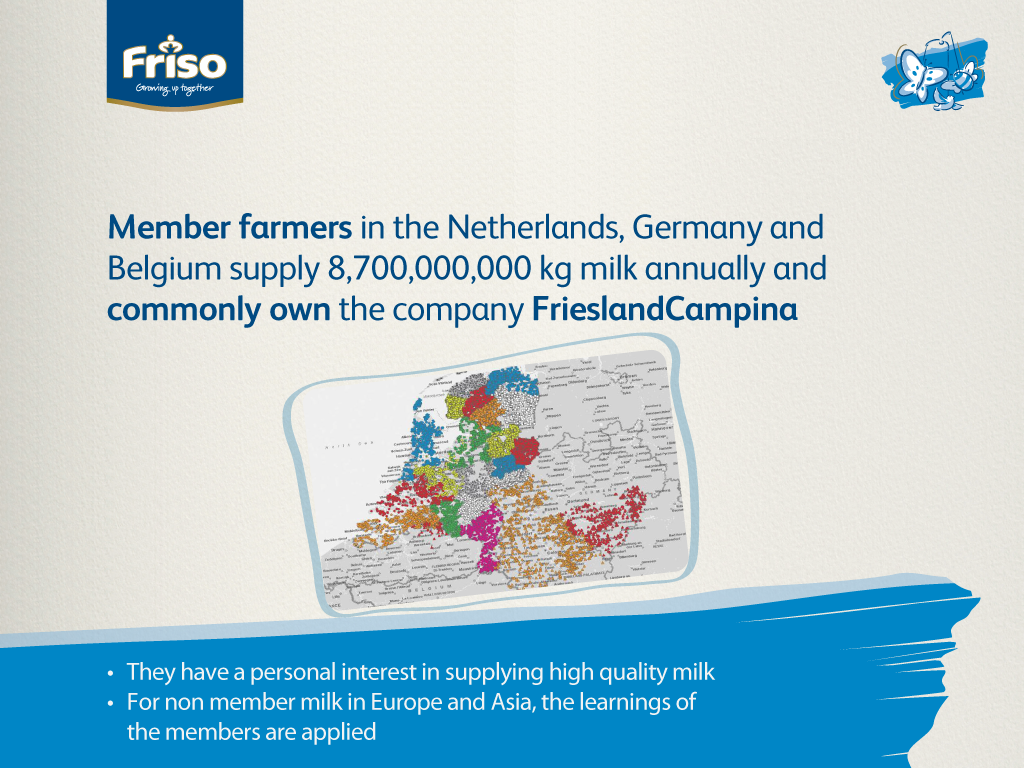 Friso
Growing up together
Member farmers in the Netherlands, Germany and
Belgium supply 8,700,000,000 kg milk annually and
commonly own the company FrieslandCampina
North Sea
GERMANY
BELGIUM
• They have a personal interest in supplying high quality milk
• For non member milk in Europe and Asia, the learnings of
the members are applied